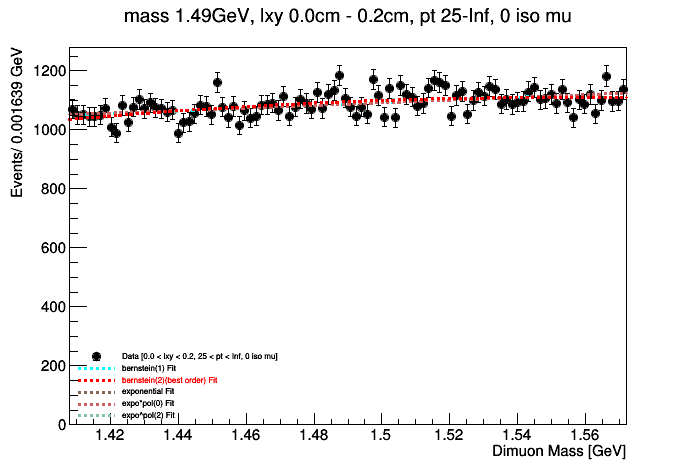 mass 1.49GeV, lxy 0.0cm - 0.2cm, pt 25-Inf, 0 iso mu
Events/ 0.001639 GeV
1200
1000
800
600
400
200
0
Data [0.0 < lxy < 0.2, 25 < pt < Inf, 0 iso mu]
bernstein(1) Fit
bernstein(2)(best order) Fit
exponential Fit
expo*pol(0) Fit
expo*pol(2) Fit
1.42 1.44 1.46 1.48 1.5 1.52 1.54 1.56
Dimuon Mass [GeV]